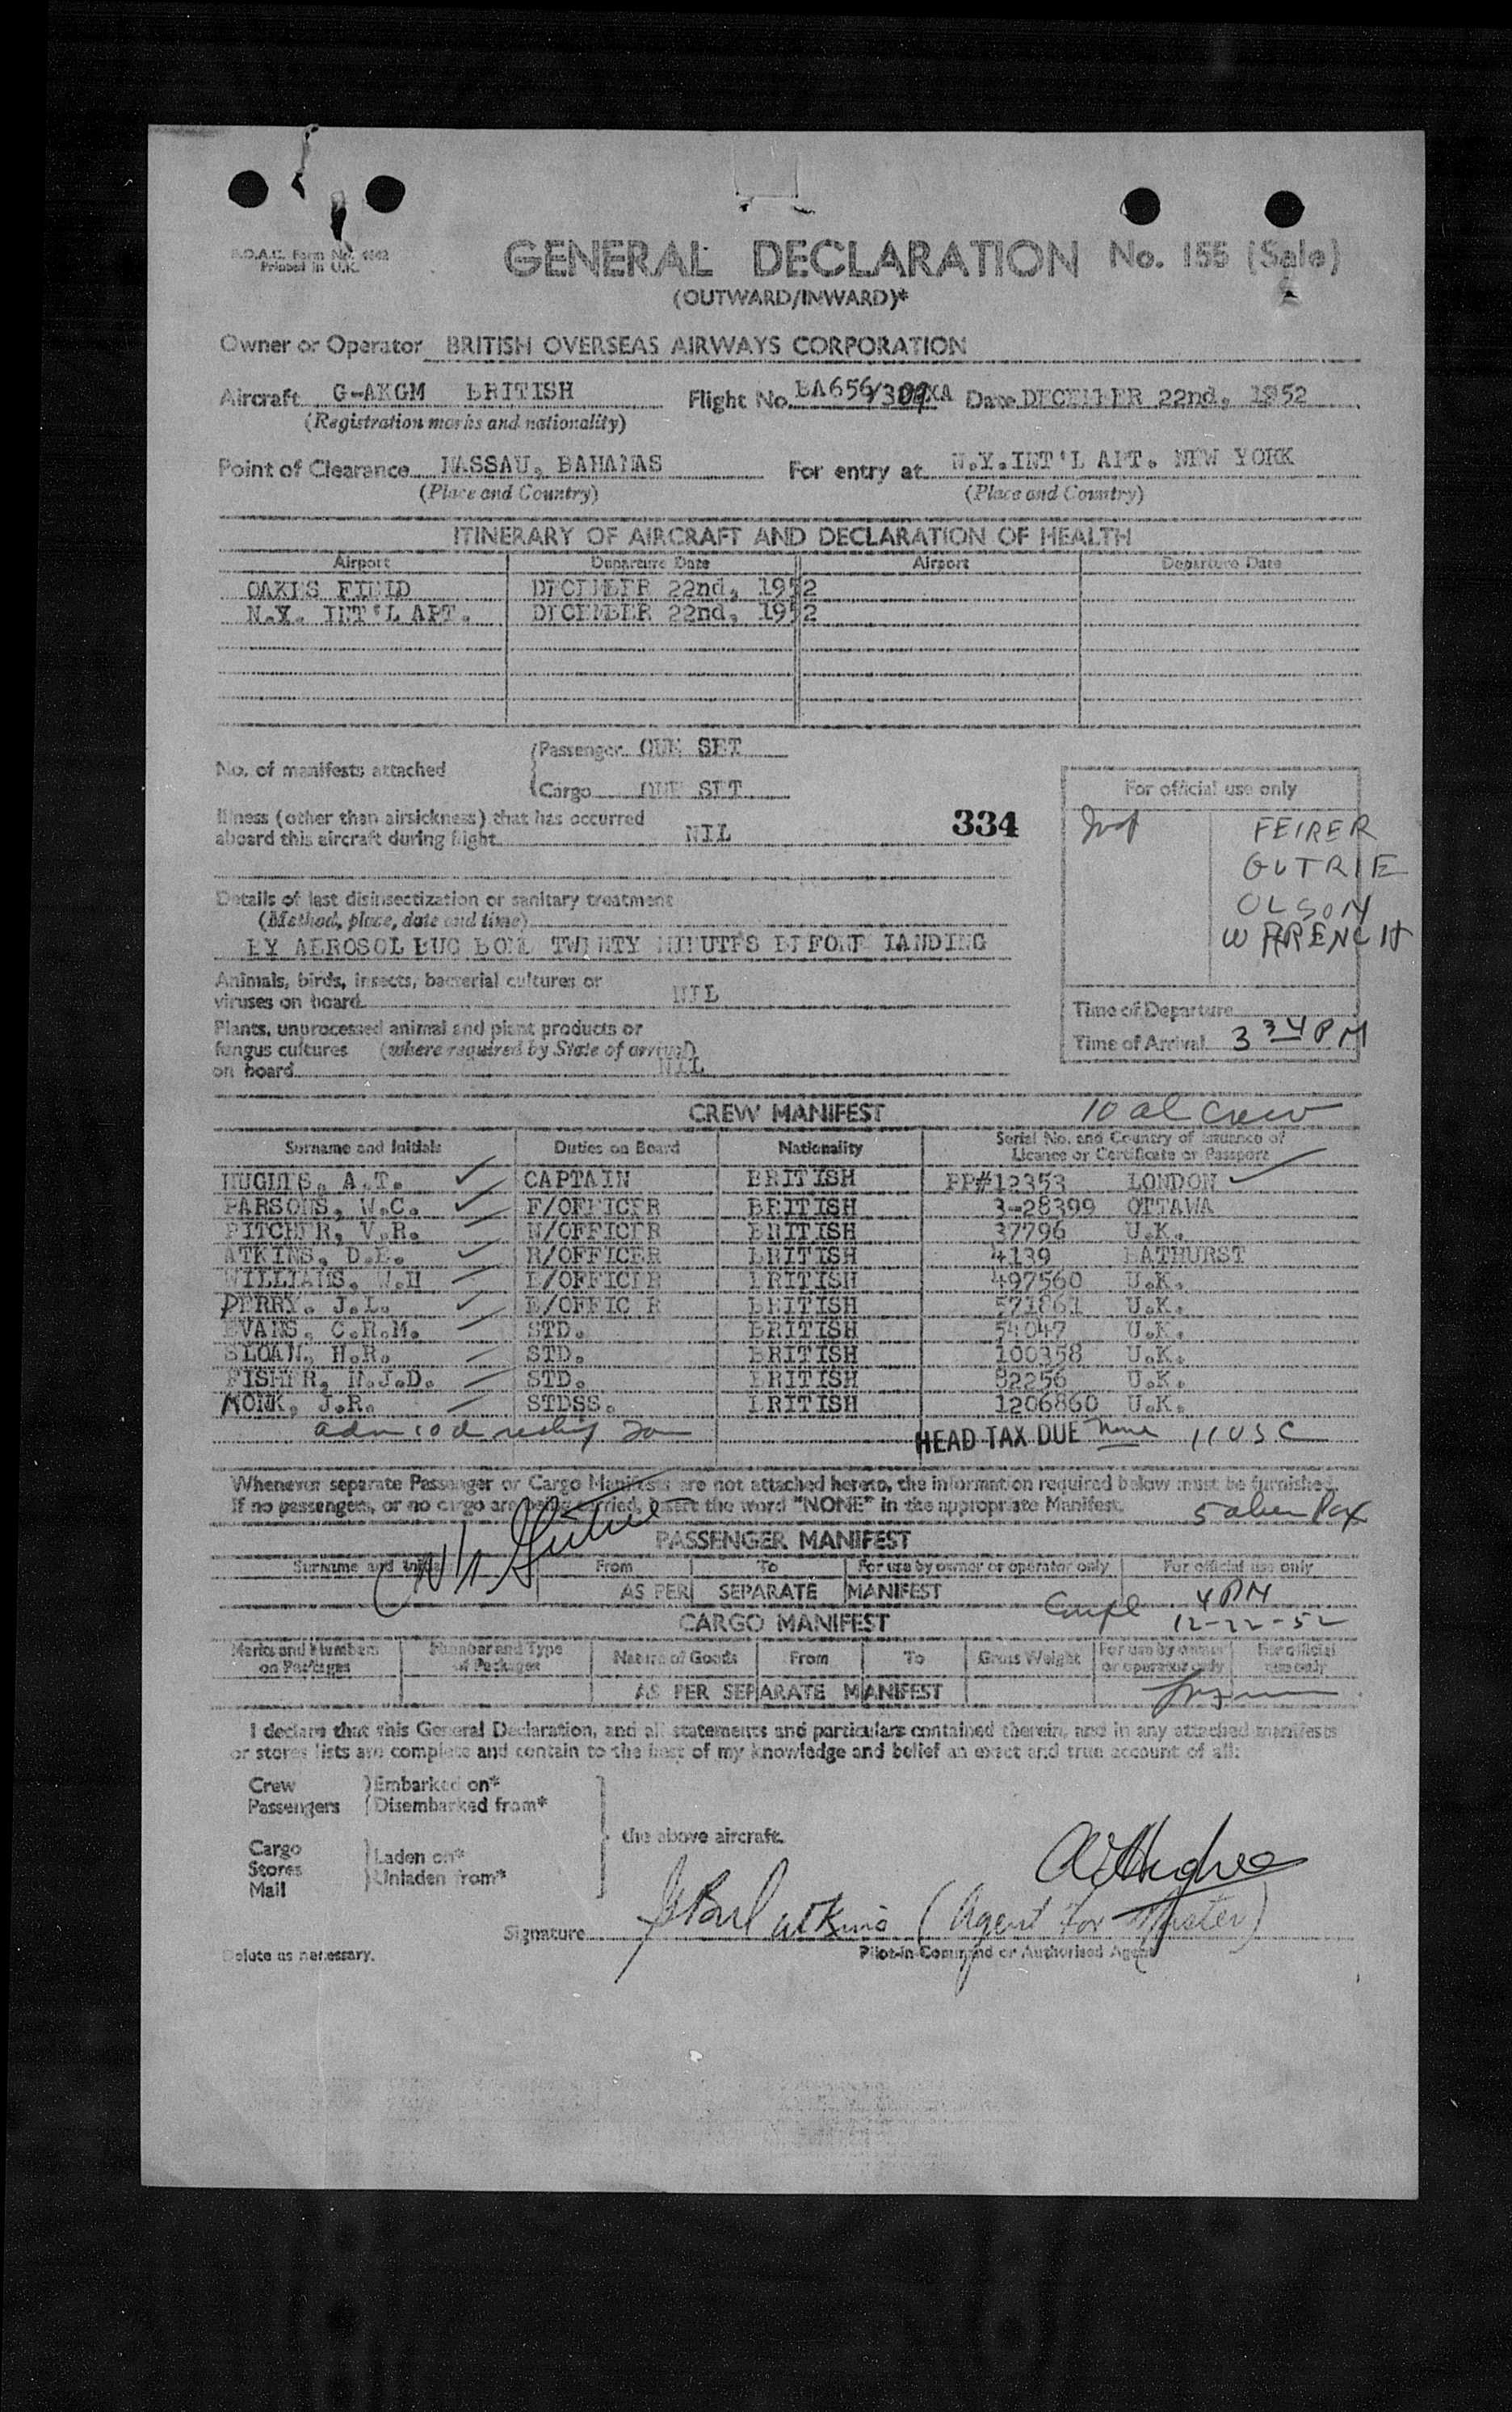 B.O.A.C. Form No.
Printed in U.K.
GENERAL DECLARATION No. 155 (Sale)
(OUTWARD/INWARD)*
Owner or Operator BRITISH OVERSEAS AIRWAYS CORPORATION
Aircraft G-AKGM BRITISH Flight No. BA656/309XA Date DECEMBER 22nd, 1952
(Registration marks and nationality)
Point of Clearance NASSAU, BAHAMAS For entry at N.Y.INT'L APT. NEW YORK
(Place and Country) (Place and Country)
ITINERARY OF AIRCRAFT AND DECLARATION OF HEALTH
Airport Departure Date Airport Departure Date
OAKES FIELD DECEMBER 22nd, 1952
N.Y. INT'L APT. DECEMBER 22nd, 1952
No. of manifests attached
Passenger ONE SET
Cargo ONE SET
For official use only
Illness (other than airsickness) that has occurred
aboard this aircraft during flight NIL
334
FEIRER
GUTRIE
OLSON
WARENCH
Details of last disinsectization or sanitary treatment
(Method, place, date and time)
BY AEROSOL BUG BOMB TWENTY MINUTES BEFORE LANDING
Animals, birds, insects, bacterial cultures or
viruses on board NIL
Time of Departure
Plants, unprocessed animal and plant products or
fungus cultures (where required by State of arrival)
on board NIL
Time of Arrival 3 34 PM
CREW MANIFEST 10 al Crew
Surname and Initials Duties on Board Nationality Serial No. and Country of Issuance of
Licence or Certificate or Passport
HUGHES, A.T. CAPTAIN BRITISH PP#12353 LONDON
PARSONS, W.C. F/OFFICER BRITISH 3-28399 OTTAWA
PITCHER, V.R. N/OFFICER BRITISH 37796 U.K.
ATKINS, D.E. R/OFFICER BRITISH 4139 BATHURST
WILLIAMS, W.H E/OFFICER BRITISH 497560 U.K.
PERRY, J.L. E/OFFIC R BRITISH 571861 U.K.
EVANS, C.R.M. STD. BRITISH 54047 U.K.
SLOAN, H.R. STD. BRITISH 100358 U.K.
FISHER, N.J.D. STD. BRITISH 82256 U.K.
MONK, J.R. STDSS. BRITISH 1206860 U.K.
HEAD TAX DUE None 11 USC
Whenever separate Passenger or Cargo Manifests are not attached hereto, the information required below must be furnished.
If no passengers, or no cargo are being carried, insert the word "NONE" in the appropriate Manifest.
5 alien Pax
PASSENGER MANIFEST
Surname and Initials From To For use by owner or operator only For official use only
AS PER SEPARATE MANIFEST
4 PM
12-22-52
CARGO MANIFEST
Marks and Numbers on Packages Number and Type of Packages Nature of Goods From To Gross Weight For use by owner or operator only For official use only
AS PER SEPARATE MANIFEST
I declare that this General Declaration, and all statements and particulars contained therein, and in any attached manifests
or stores lists are complete and contain to the best of my knowledge and belief an exact and true account of all:
Crew Embarked on*
Passengers Disembarked from*
the above aircraft.
Cargo
Stores Laden on*
Mail Unladen from*
A T Hughes
Signature Atkins (Agent for Master)
Pilot-in-Command or Authorised Agent
Delete as necessary.